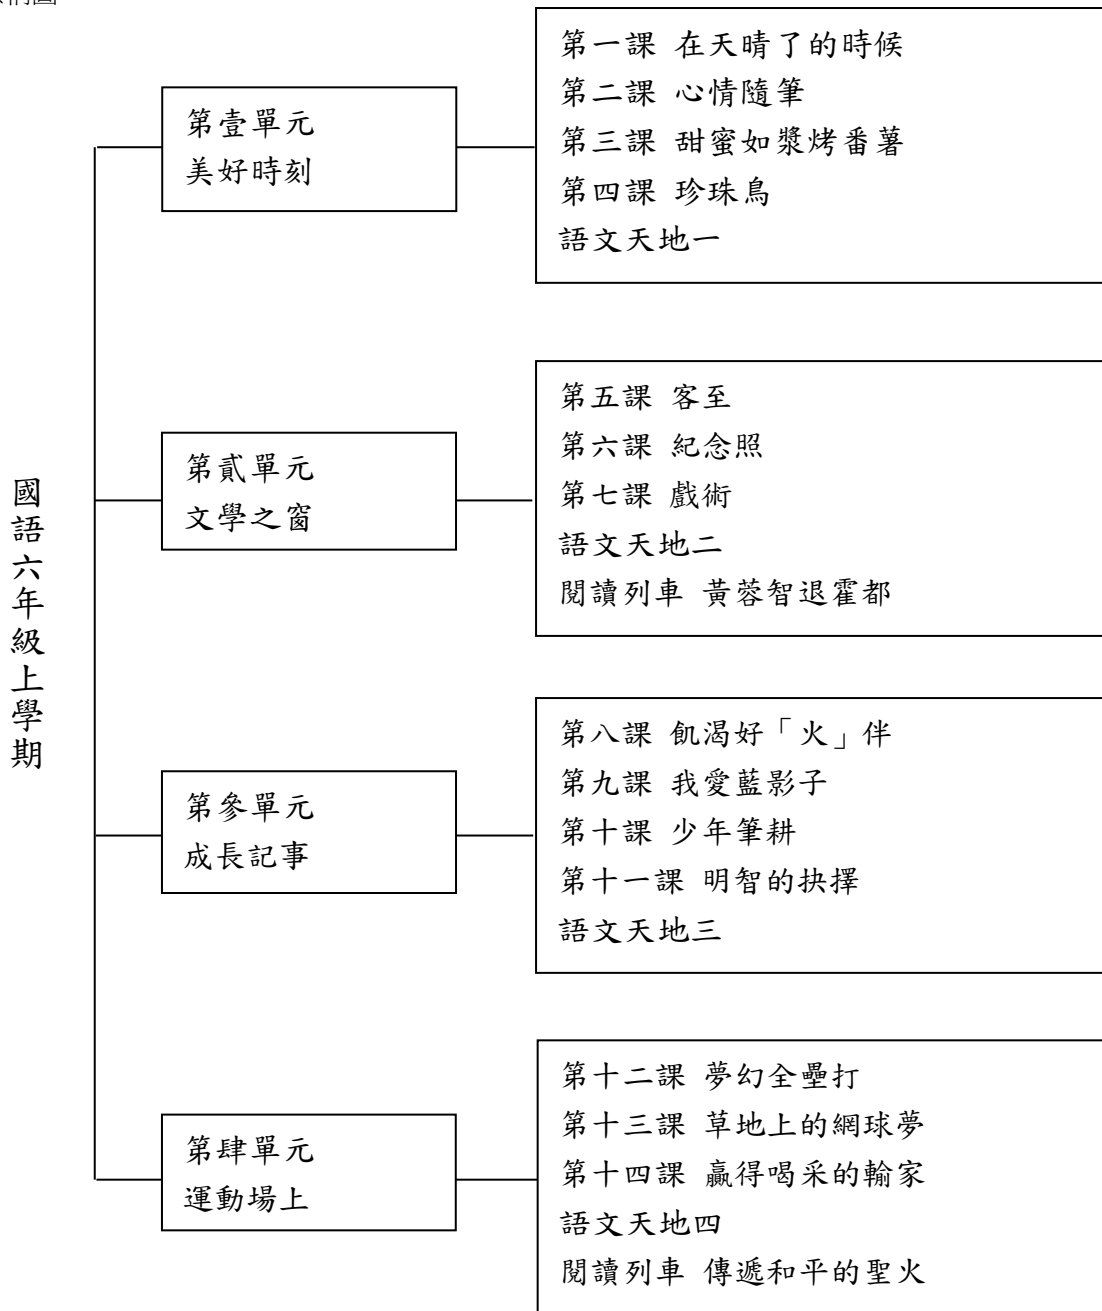 國語六年級上學期
第壹單元
美好時刻
第一課 在天晴了的時候
第二課 心情隨筆
第三課 甜蜜如漿烤番薯
第四課 珍珠鳥
語文天地一
第貳單元
文學之窗
第五課 客至
第六課 紀念照
第七課 戲術
語文天地二
閱讀列車 黃蓉智退霍都
第參單元
成長記事
第八課 飢渴好「火」伴
第九課 我愛藍影子
第十課 少年筆耕
第十一課 明智的抉擇
語文天地三
第肆單元
運動場上
第十二課 夢幻全壘打
第十三課 草地上的網球夢
第十四課 贏得喝采的輸家
語文天地四
閱讀列車 傳遞和平的聖火